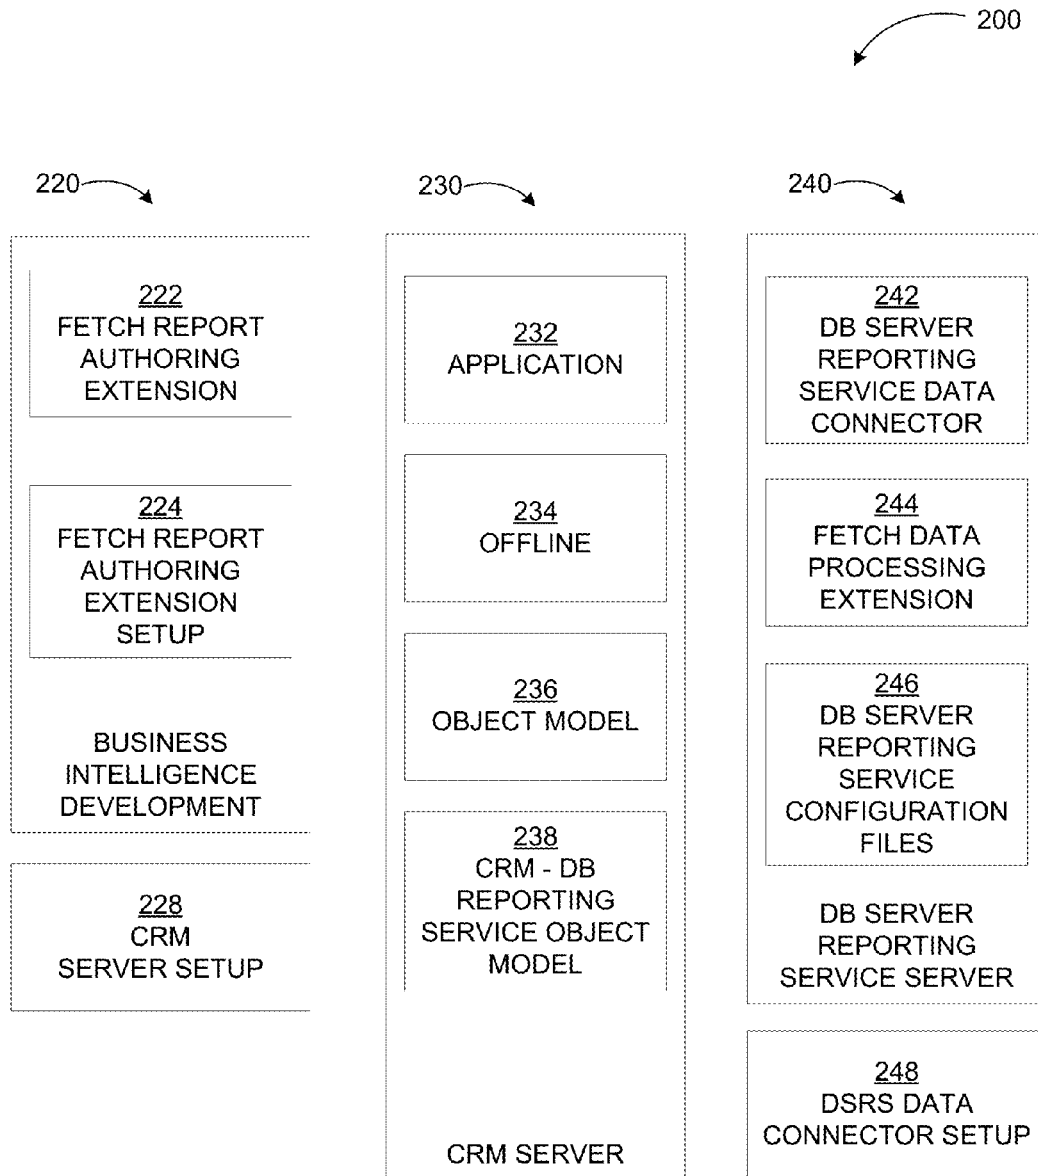 200
220
222
FETCH REPORT
AUTHORING
EXTENSION
224
FETCH REPORT
AUTHORING
EXTENSION
SETUP
BUSINESS
INTELLIGENCE
DEVELOPMENT
228
CRM
SERVER SETUP
230
232
APPLICATION
234
OFFLINE
236
OBJECT MODEL
238
CRM - DB
REPORTING
SERVICE OBJECT
MODEL
CRM SERVER
240
242
DB SERVER
REPORTING
SERVICE DATA
CONNECTOR
244
FETCH DATA
PROCESSING
EXTENSION
246
DB SERVER
REPORTING
SERVICE
CONFIGURATION
FILES
DB SERVER
REPORTING
SERVICE SERVER
248
DSRS DATA
CONNECTOR SETUP